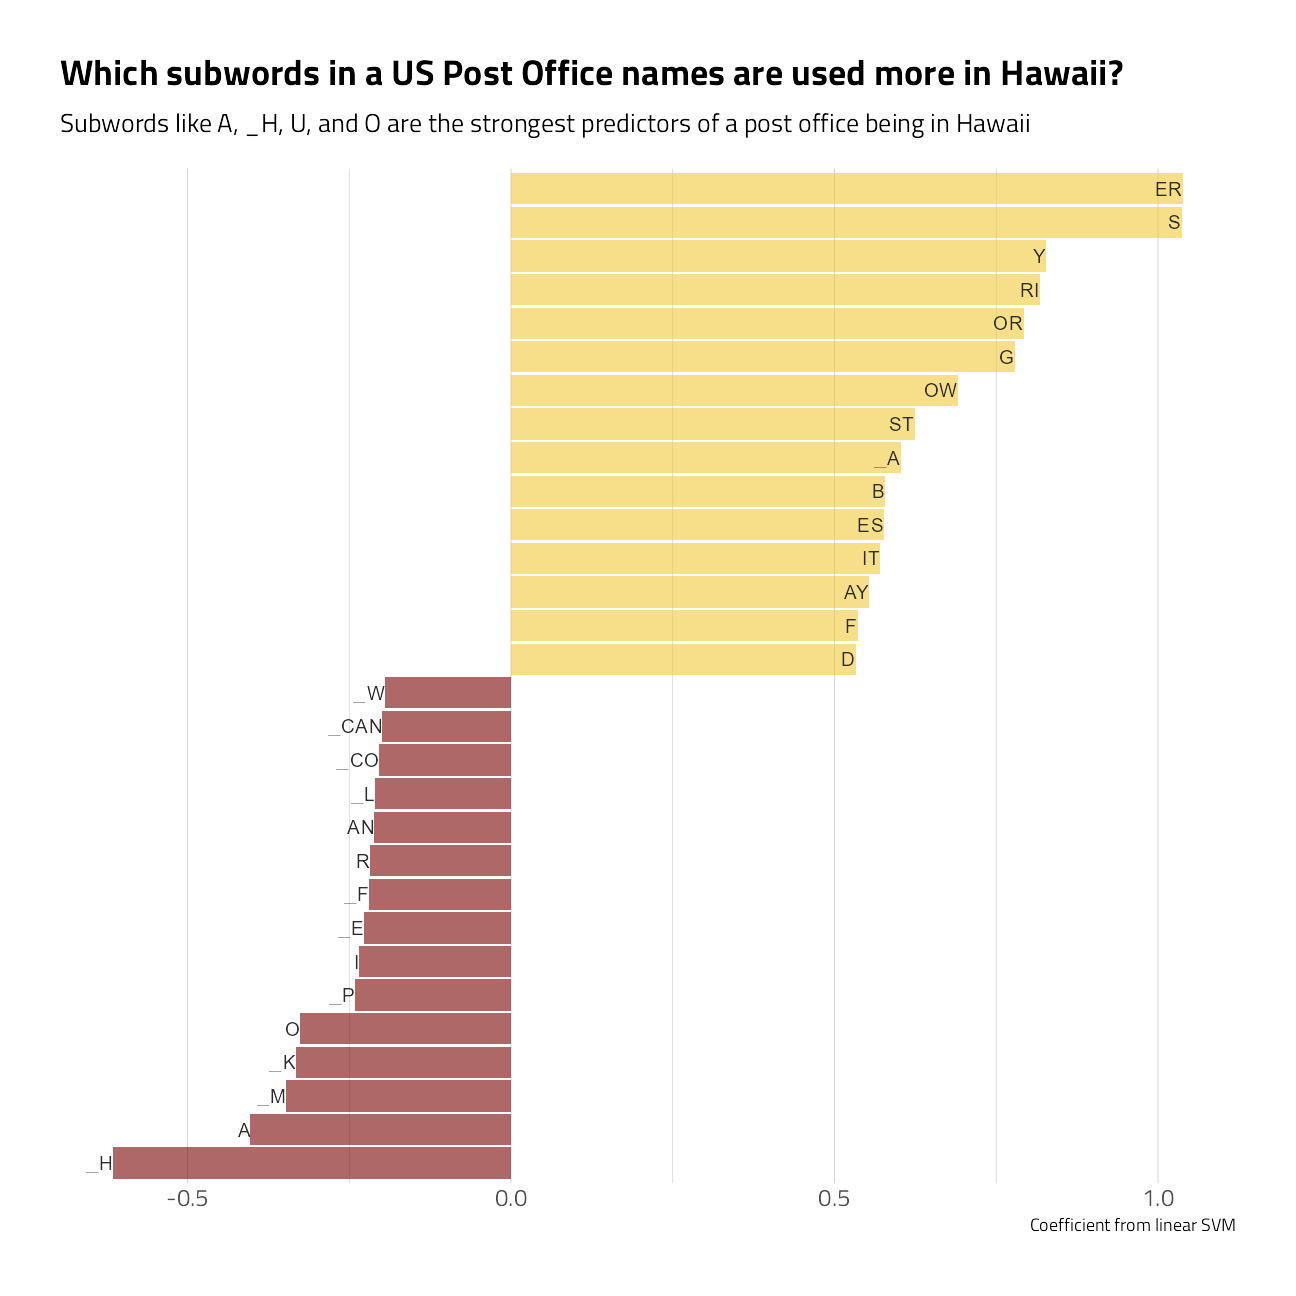 Which subwords in a US Post Office names are used more in Hawaii?
Subwords like A, _H, U, and O are the strongest predictors of a post office being in Hawaii
ER
S
Y
RI
OR
G
OW
ST
_A
B
ES
IT
AY
F
D
_W
_CAN
_CO
_L
AN
R
_F
_E
I
_P
O
_K
_M
A
_H
-0.5 0.0 0.5 1.0
Coefficient from linear SVM